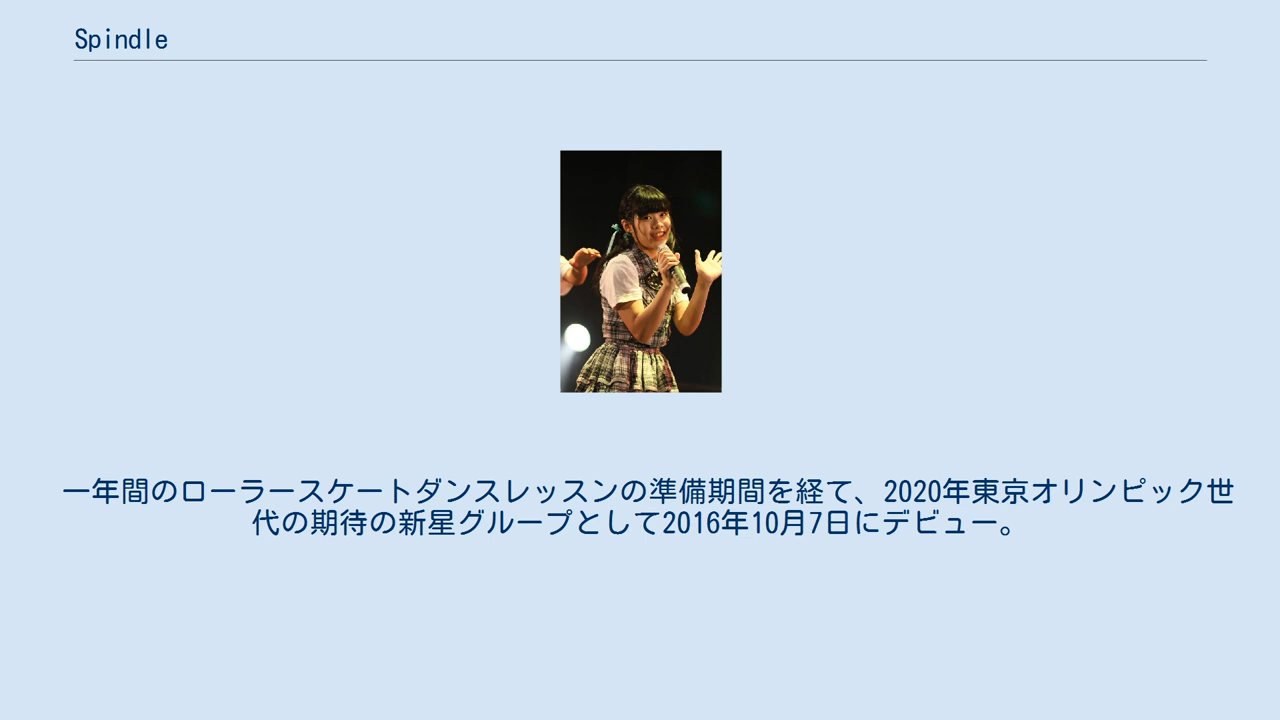 Spindle
一年間のローラースケートダンスレッスンの準備期間を経て、2020年東京オリンピック世
代の期待の新星グループとして2016年10月7日にデビュー。